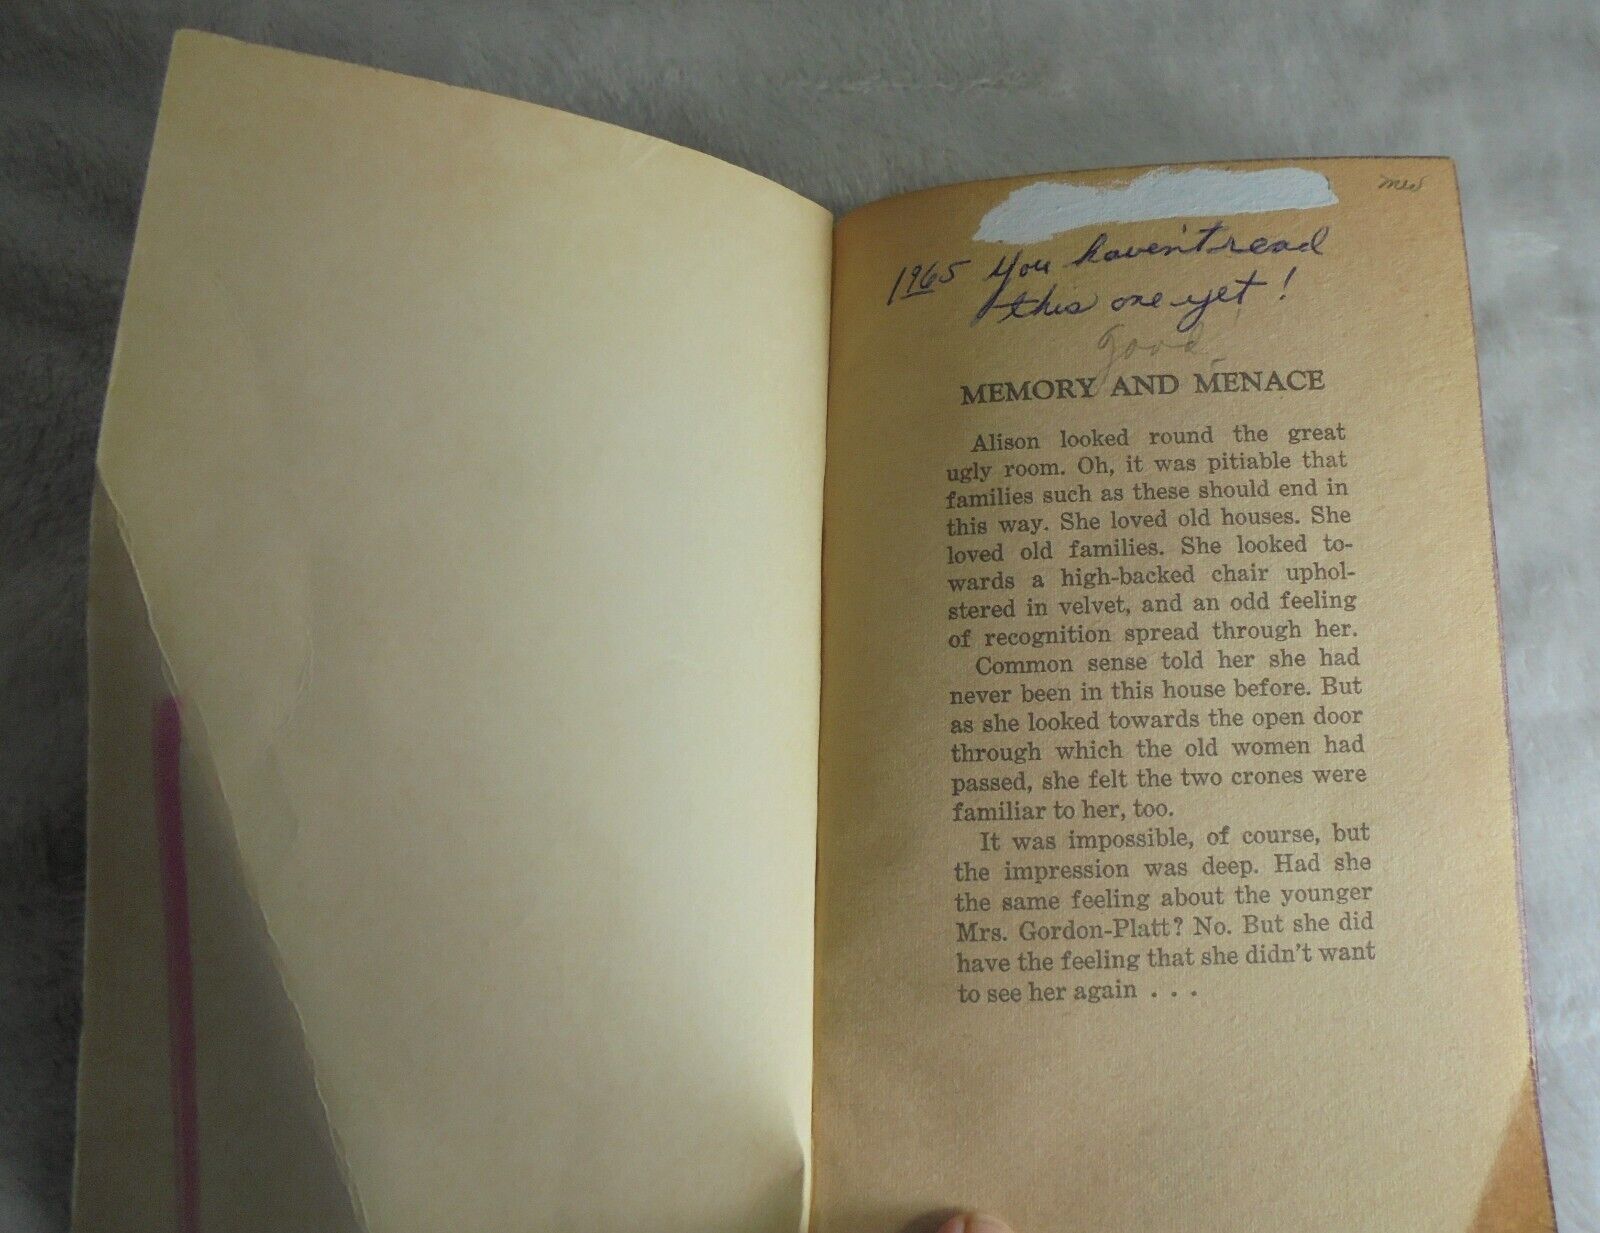 1965 You haven't read
this one yet!
good
MEMORY AND MENACE
Alison looked round the great
ugly room. Oh, it was pitiable that
families such as these should end in
this way. She loved old houses. She
loved old families. She looked to-
wards a high-backed chair uphol-
stered in velvet, and an odd feeling
of recognition spread through her.
Common sense told her she had
never been in this house before. But
as she looked towards the open door
through which the old women had
passed, she felt the two crones were
familiar to her, too.
It was impossible, of course, but
the impression was deep. Had she
the same feeling about the younger
Mrs. Gordon-Platt? No. But she did
have the feeling that she didn't want
to see her again . . .